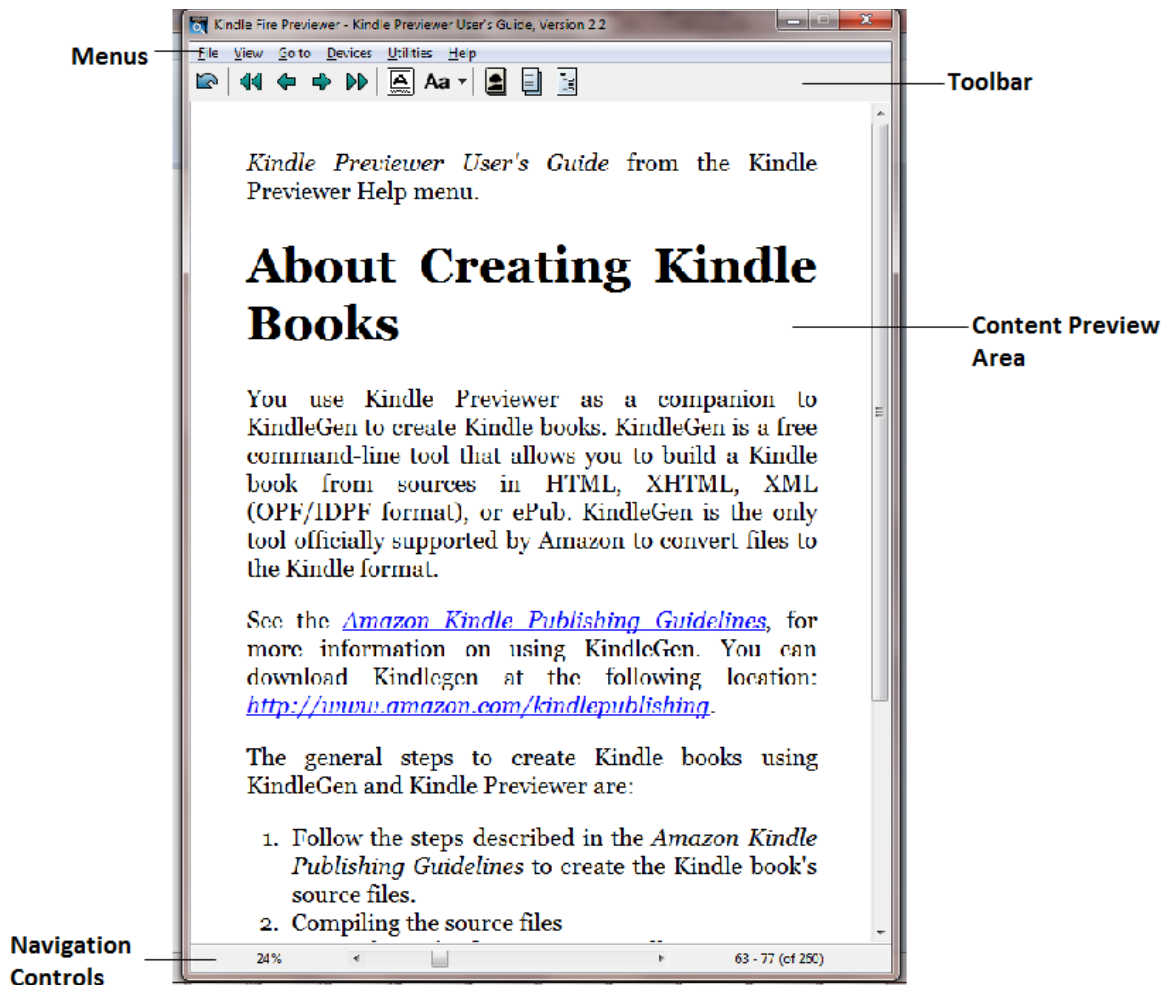 Kindle Fire Previewer - Kindle Previewer User's Guide, Version 2.2
Menus
File View Go to Devices Utilities Help
Aa
Toolbar
Kindle Previewer User's Guide from the Kindle
Previewer Help menu.
About Creating Kindle
Books
Content Preview
Area
You use Kindle Previewer as a companion to
KindleGen to create Kindle books. KindleGen is a free
command-line tool that allows you to build a Kindle
book from sources in HTML, XHTML, XML
(OPF/IDPF format), or ePub. KindleGen is the only
tool officially supported by Amazon to convert files to
the Kindle format.
See the Amazon Kindle Publishing Guidelines, for
more information on using KindleGen. You can
download Kindlegen at the following location:
http://www.amazon.com/kindlepublishing.
The general steps to create Kindle books using
KindleGen and Kindle Previewer are:
1. Follow the steps described in the Amazon Kindle
Publishing Guidelines to create the Kindle book's
source files.
2. Compiling the source files
Navigation
Controls
24%
63 - 77 (of 250)